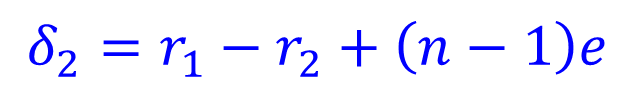 δ₂ = r₁ − r₂ + (n − 1)e